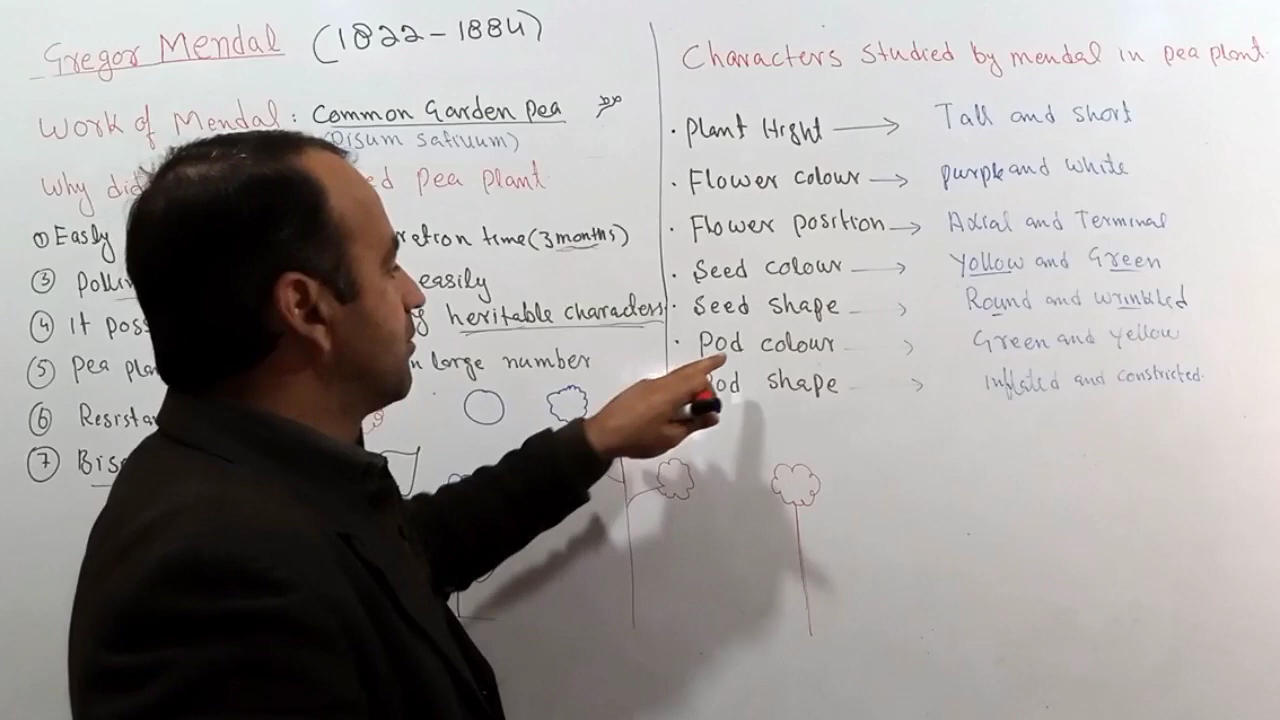 Gregor Mendal (1822-1884)
Work of Mendal: Common Garden pea
(Pisum sativum)
Why did ed pea plant
① Easly retion time (3 months)
③ Pollin easily
④ It poss heritable characters
⑤ Pea plan in large number
⑥ Resista
⑦ Bis
Characters studied by mendal in pea plant.
· Plant Hight → Tall and short
· Flower colour → purple and white
· Flower position → Axial and Terminal
· Seed colour → Yellow and Green
· Seed shape → Round and wrinkled
· Pod colour → Green and yellow
Pod shape → inflated and constricted.